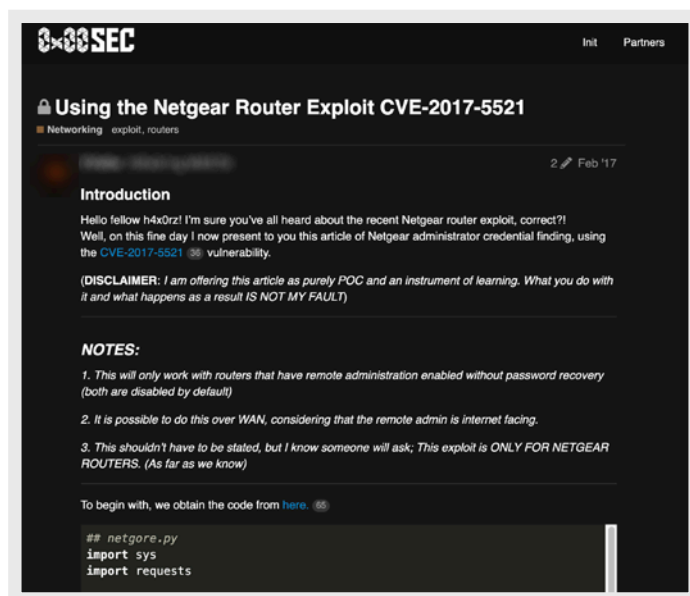 0x00SEC
Init Partners
Using the Netgear Router Exploit CVE-2017-5521
Networking exploit, routers
2 Feb '17
Introduction
Hello fellow h4x0rz! I'm sure you've all heard about the recent Netgear router exploit, correct?!
Well, on this fine day I now present to you this article of Netgear administrator credential finding, using
the CVE-2017-5521 36 vulnerability.
(DISCLAIMER: I am offering this article as purely POC and an instrument of learning. What you do with
it and what happens as a result IS NOT MY FAULT)
NOTES:
1. This will only work with routers that have remote administration enabled without password recovery
(both are disabled by default)
2. It is possible to do this over WAN, considering that the remote admin is internet facing.
3. This shouldn't have to be stated, but I know someone will ask; This exploit is ONLY FOR NETGEAR
ROUTERS. (As far as we know)
To begin with, we obtain the code from here. 65
## netgore.py
import sys
import requests